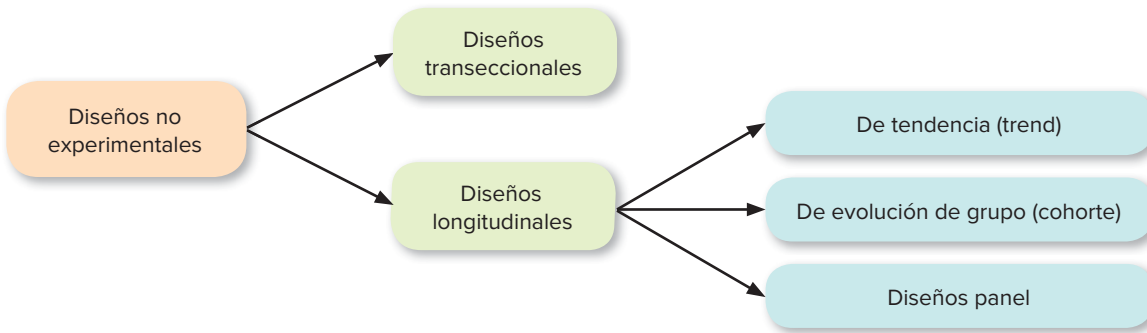 Diseños no
experimentales
Diseños
transeccionales
Diseños
longitudinales
De tendencia (trend)
De evolución de grupo (cohorte)
Diseños panel